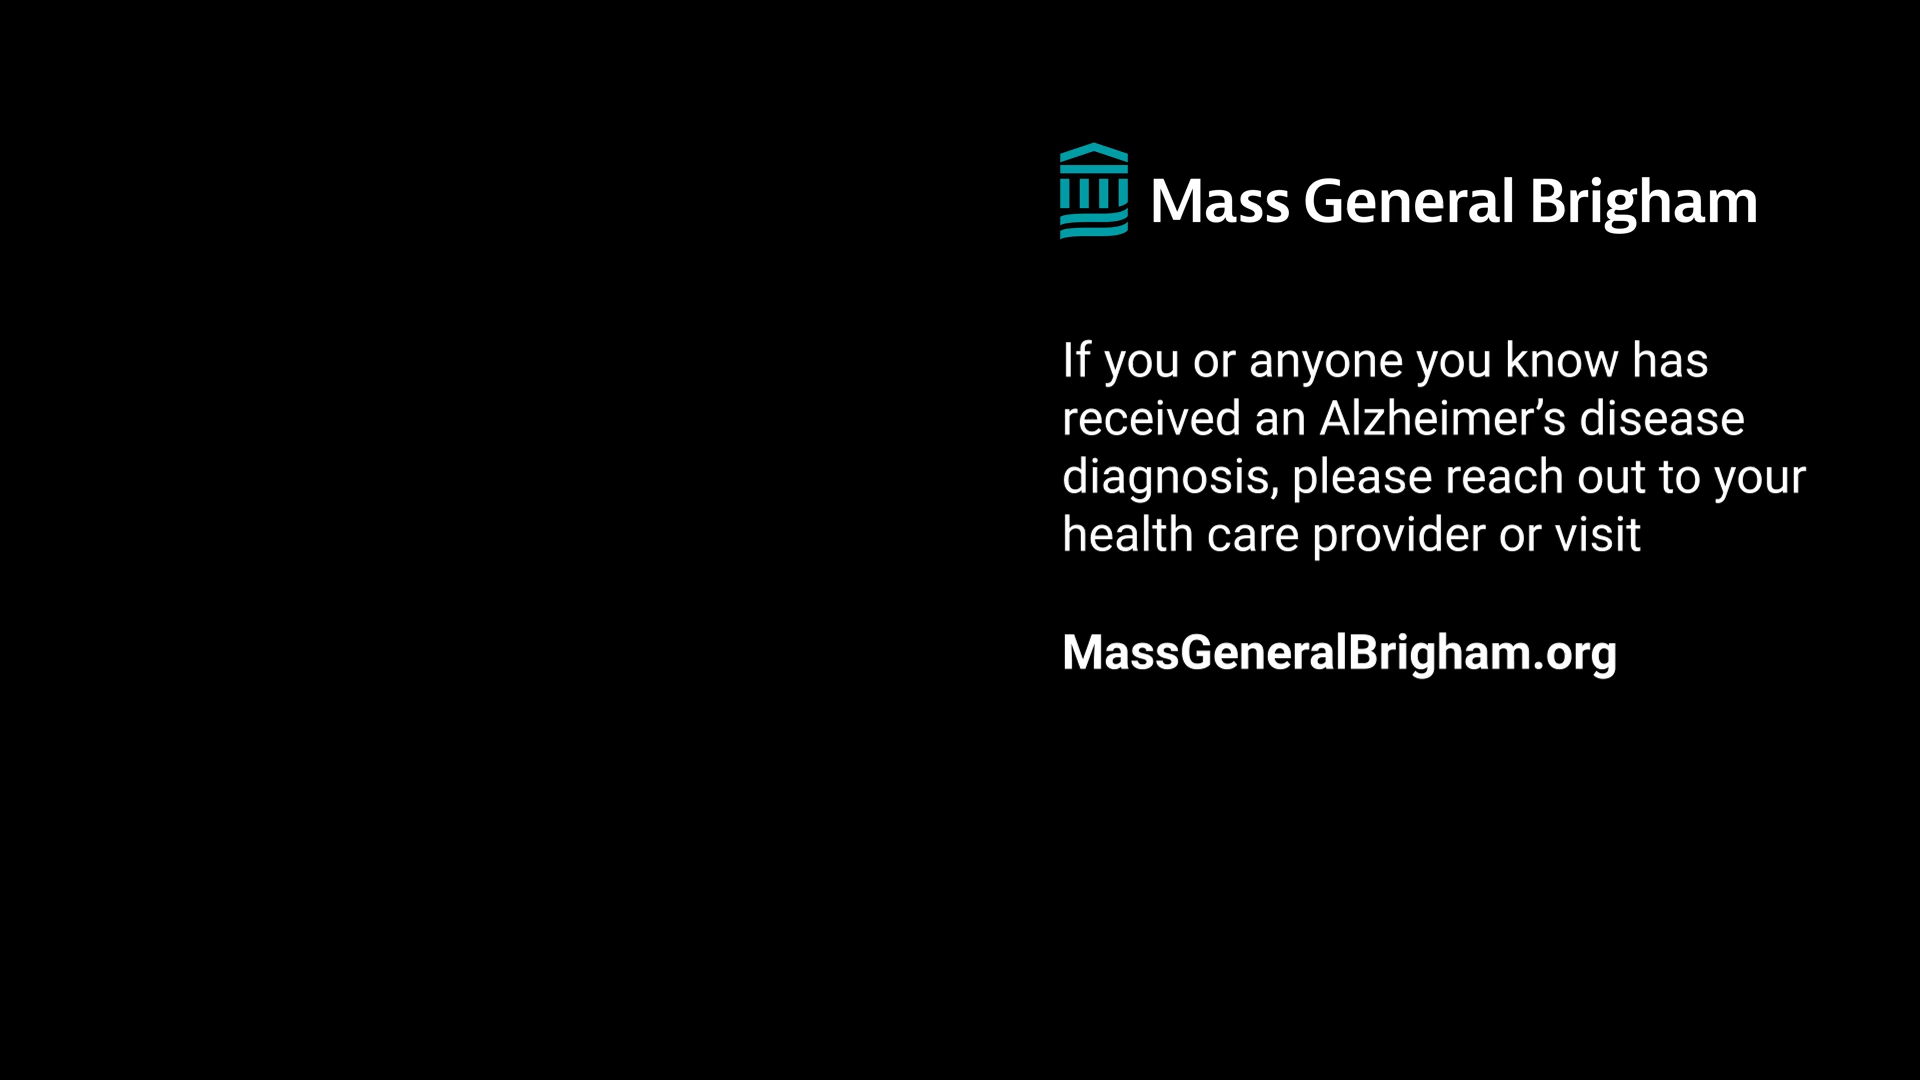 Mass General Brigham
If you or anyone you know has
received an Alzheimer’s disease
diagnosis, please reach out to your
health care provider or visit
MassGeneralBrigham.org